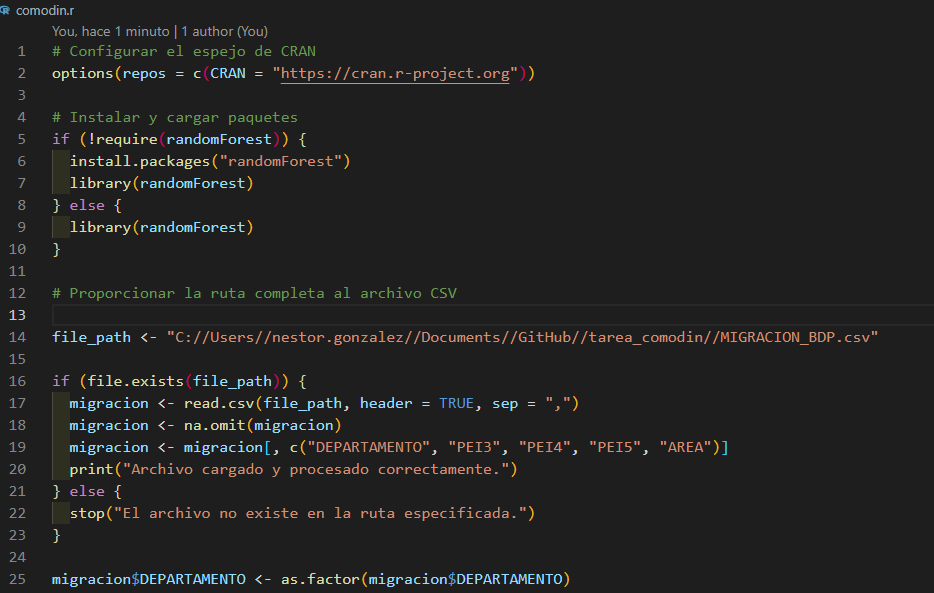 comodin.r
You, hace 1 minuto | 1 author (You)
1 # Configurar el espejo de CRAN
2 options(repos = c(CRAN = "https://cran.r-project.org"))
3
4 # Instalar y cargar paquetes
5 if (!require(randomForest)) {
6 install.packages("randomForest")
7 library(randomForest)
8 } else {
9 library(randomForest)
10 }
11
12 # Proporcionar la ruta completa al archivo CSV
13
14 file_path <- "C://Users//nestor.gonzalez//Documents//GitHub//tarea_comodin//MIGRACION_BDP.csv"
15
16 if (file.exists(file_path)) {
17 migracion <- read.csv(file_path, header = TRUE, sep = ",")
18 migracion <- na.omit(migracion)
19 migracion <- migracion[, c("DEPARTAMENTO", "PEI3", "PEI4", "PEI5", "AREA")]
20 print("Archivo cargado y procesado correctamente.")
21 } else {
22 stop("El archivo no existe en la ruta especificada.")
23 }
24
25 migracion$DEPARTAMENTO <- as.factor(migracion$DEPARTAMENTO)